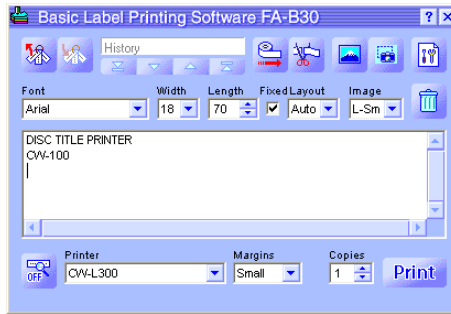 Basic Label Printing Software FA-B30
History
Font Width Length Fixed Layout Image
Arial 18 70 Auto L-Sm
DISC TITLE PRINTER
CW-100
Printer Margins Copies
OFF CW-L300 Small 1 Print